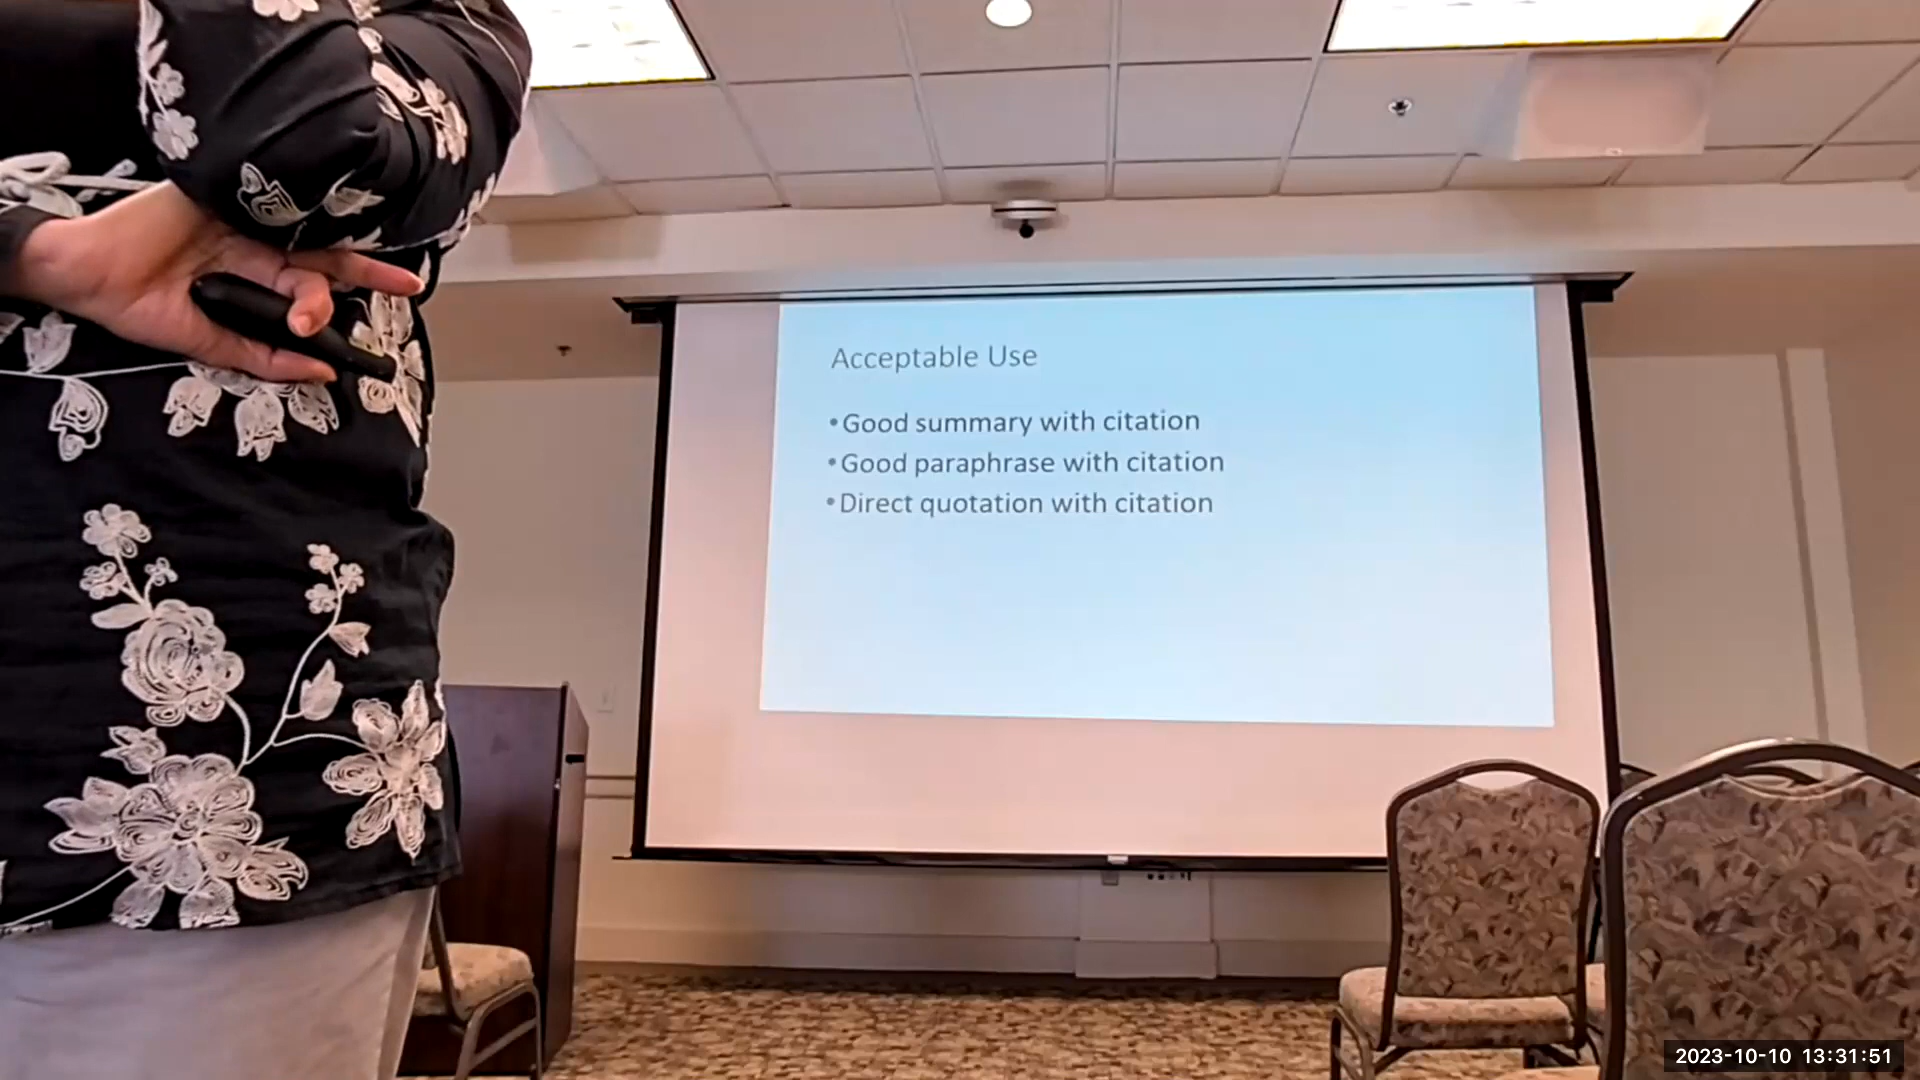 Acceptable Use
•Good summary with citation
•Good paraphrase with citation
•Direct quotation with citation
2023-10-10 13:31:51